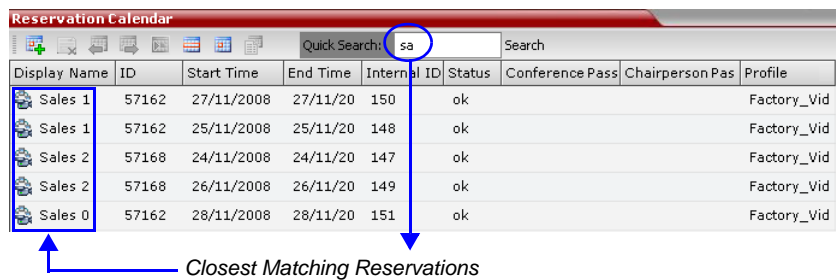 Reservation Calendar
Quick Search: sa Search
Display Name ID Start Time End Time Internal ID Status Conference Pass Chairperson Pas Profile
Sales 1 57162 27/11/2008 27/11/20 150 ok Factory_Vid
Sales 1 57162 25/11/2008 25/11/20 148 ok Factory_Vid
Sales 2 57168 24/11/2008 24/11/20 147 ok Factory_Vid
Sales 2 57168 26/11/2008 26/11/20 149 ok Factory_Vid
Sales 0 57162 28/11/2008 28/11/20 151 ok Factory_Vid
Closest Matching Reservations